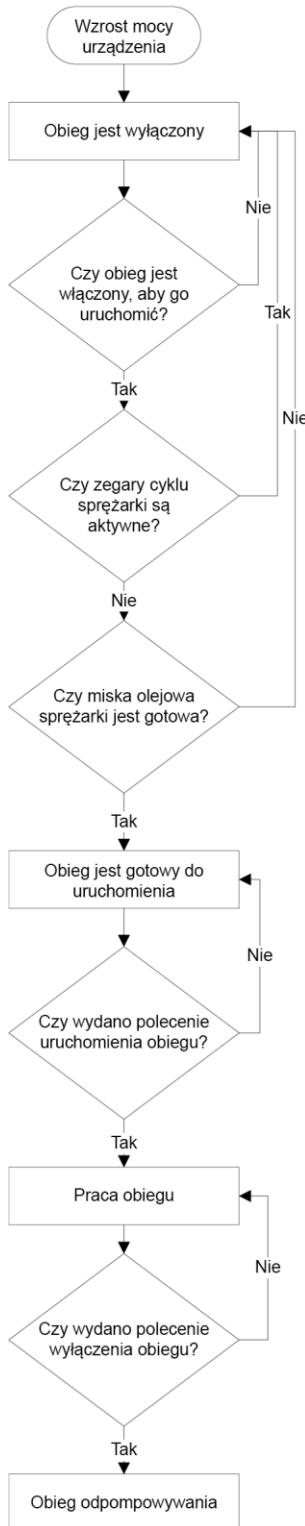 Wzrost mocy
urządzenia
Obieg jest wyłączony
Nie
Czy obieg jest
włączony, aby go
uruchomić?
Tak
Tak
Nie
Czy zegary cyklu
sprężarki są
aktywne?
Nie
Czy miska olejowa
sprężarki jest gotowa?
Tak
Obieg jest gotowy do
uruchomienia
Nie
Czy wydano polecenie
uruchomienia obiegu?
Tak
Praca obiegu
Nie
Czy wydano polecenie
wyłączenia obiegu?
Tak
Obieg odpompowywania